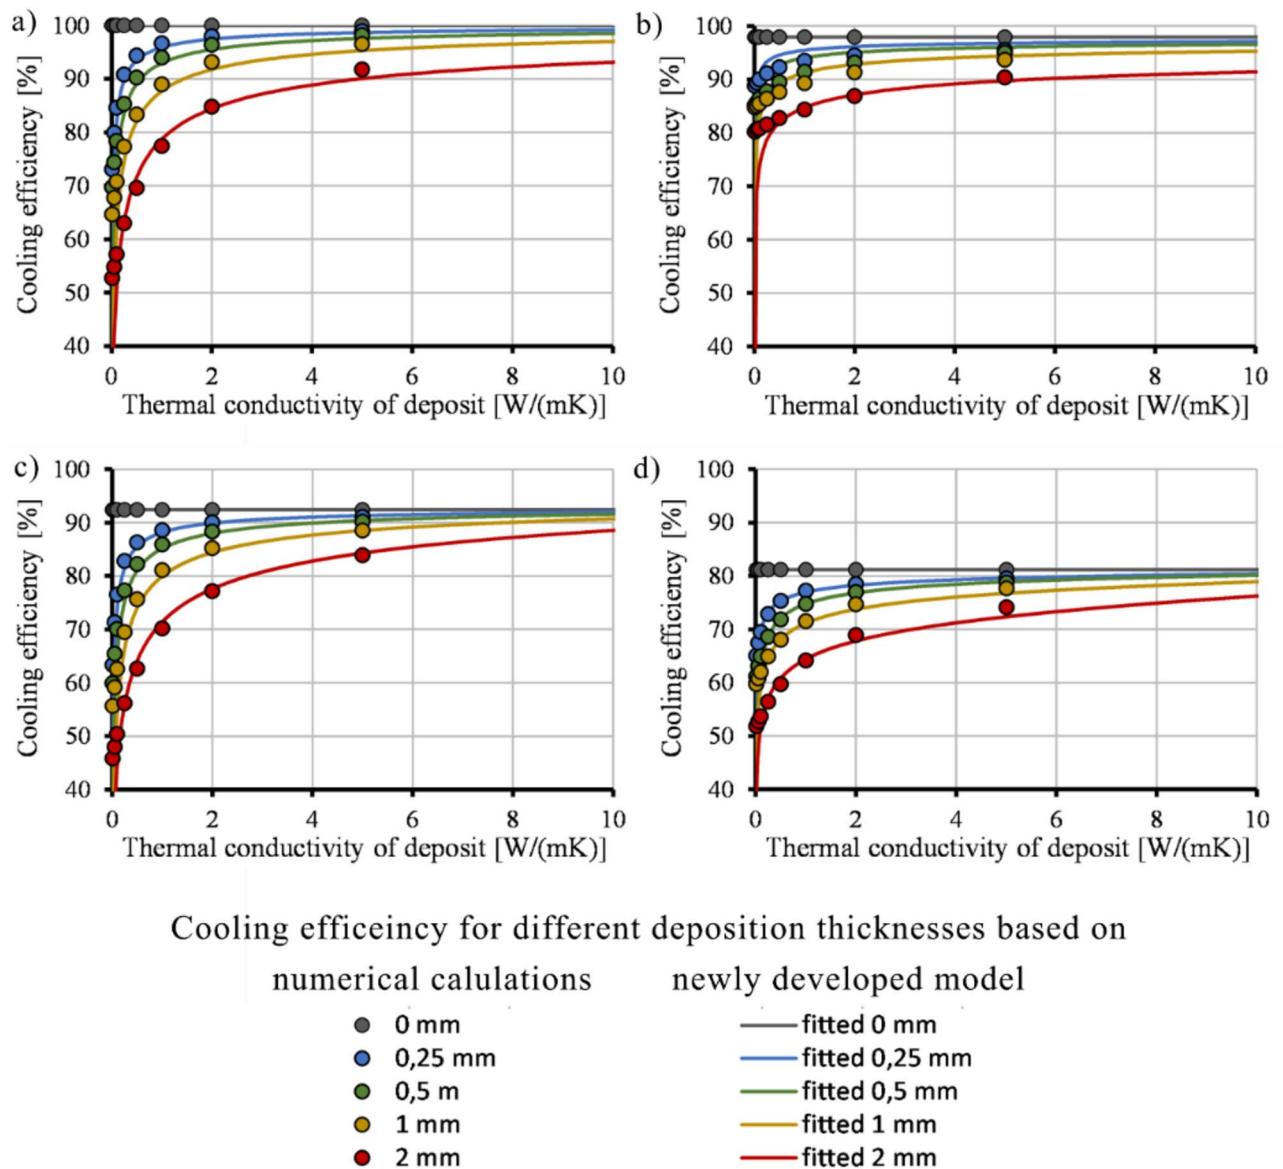 a)
100
90
80
70
60
50
40
Cooling efficiency [%]
0 2 4 6 8 10
Thermal conductivity of deposit [W/(mK)]
b)
100
90
80
70
60
50
40
Cooling efficiency [%]
0 2 4 6 8 10
Thermal conductivity of deposit [W/(mK)]
c)
100
90
80
70
60
50
40
Cooling efficiency [%]
0 2 4 6 8 10
Thermal conductivity of deposit [W/(mK)]
d)
100
90
80
70
60
50
40
Cooling efficiency [%]
0 2 4 6 8 10
Thermal conductivity of deposit [W/(mK)]
Cooling efficeincy for different deposition thicknesses based on
numerical calulations newly developed model
0 mm fitted 0 mm
0,25 mm fitted 0,25 mm
0,5 m fitted 0,5 mm
1 mm fitted 1 mm
2 mm fitted 2 mm